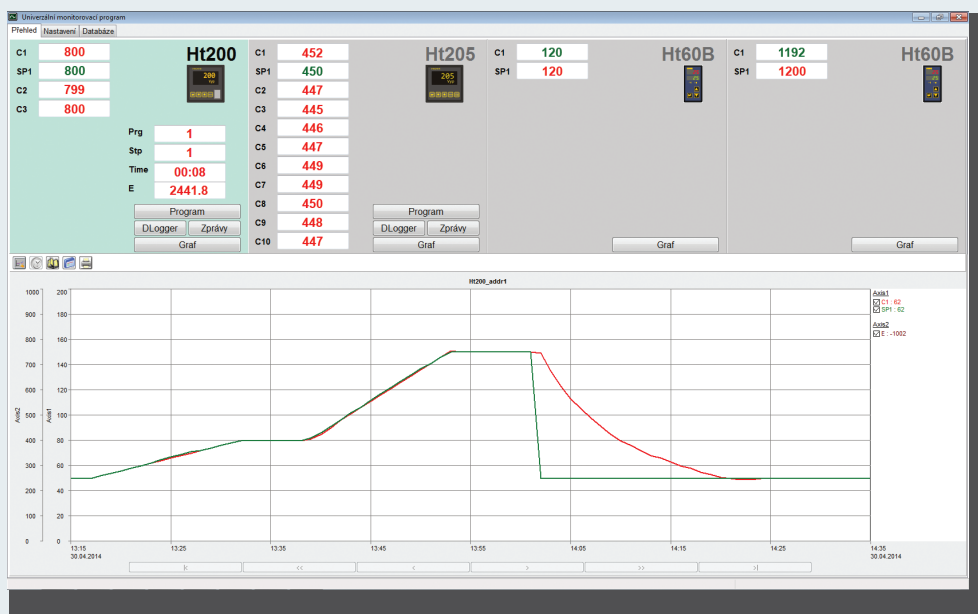 Univerzální monitorovací program
Přehled Nastavení Databáze
C1 800 Ht200
SP1 800
C2 799
C3 800
200
Prg 1
Stp 1
Time 00:08
E 2441.8
Program
DLogger Zprávy
Graf
C1 452 Ht205
SP1 450
C2 447
C3 445
C4 446
C5 447
C6 449
C7 449
C8 450
C9 448
C10 447
205
Program
DLogger Zprávy
Graf
C1 120 Ht60B
SP1 120
Graf
C1 1192 Ht60B
SP1 1200
Graf
Ht200_addr1
Axis2
1000
900
800
700
600
500
400
300
200
100
0
Axis1
200
180
160
140
120
100
80
60
40
20
0
Axis1
C1 : 62
SP1 : 62
Axis2
E : -1002
13:15 13:25 13:35 13:45 13:55 14:05 14:15 14:25 14:35
30.04.2014 30.04.2014
|< << < > >> >|